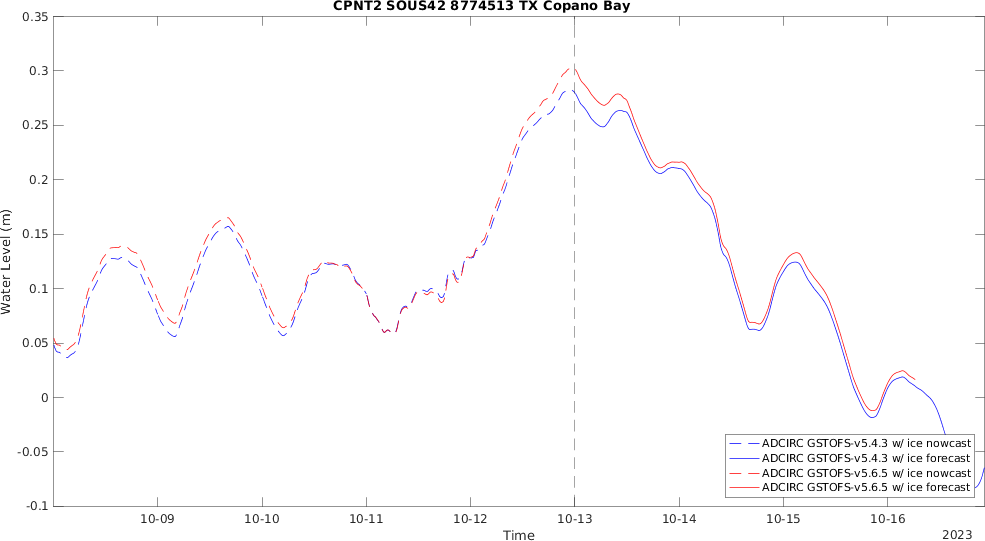 CPNT2 SOUS42 8774513 TX Copano Bay
0.35
0.3
0.25
0.2
0.15
0.1
0.05
0
-0.05
-0.1
Water Level (m)
10-09 10-10 10-11 10-12 10-13 10-14 10-15 10-16
Time
2023
ADCIRC GSTOFS-v5.4.3 w/ ice nowcast
ADCIRC GSTOFS-v5.4.3 w/ ice forecast
ADCIRC GSTOFS-v5.6.5 w/ ice nowcast
ADCIRC GSTOFS-v5.6.5 w/ ice forecast